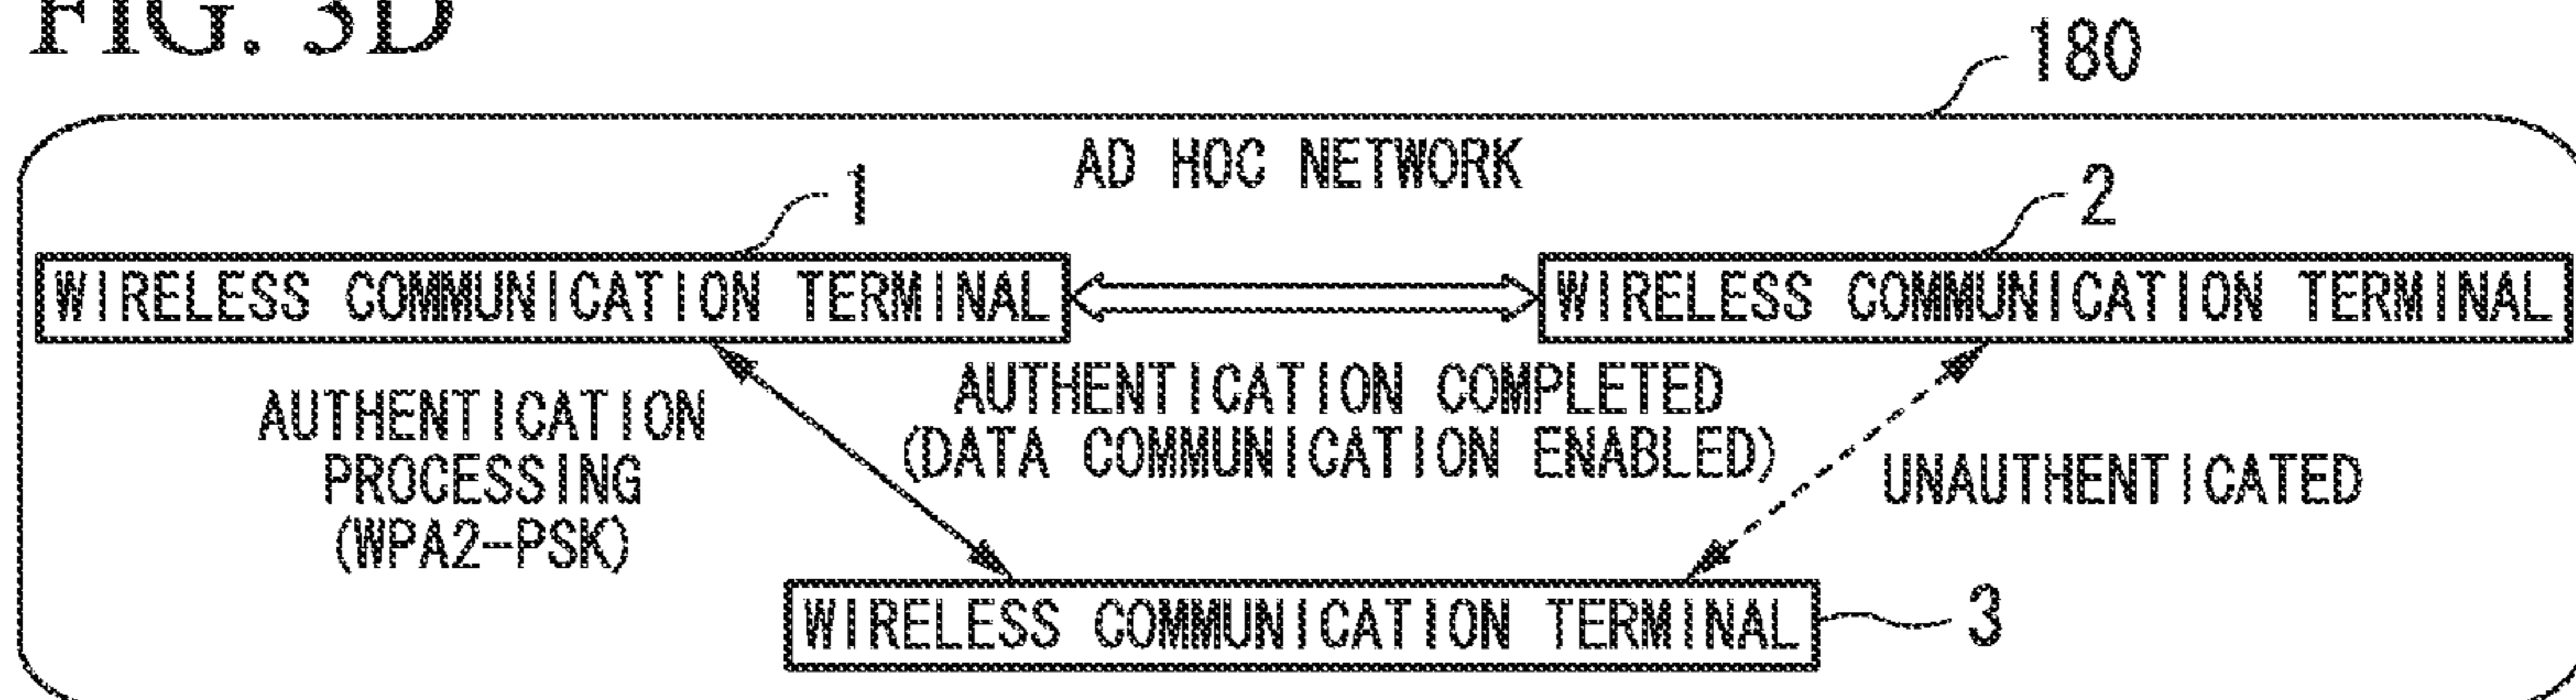 FIG. 3D
180
AD HOC NETWORK
1
2
WIRELESS COMMUNICATION TERMINAL
WIRELESS COMMUNICATION TERMINAL
AUTHENTICATION
PROCESSING
(WPA2-PSK)
AUTHENTICATION COMPLETED
(DATA COMMUNICATION ENABLED)
UNAUTHENTICATED
WIRELESS COMMUNICATION TERMINAL
3